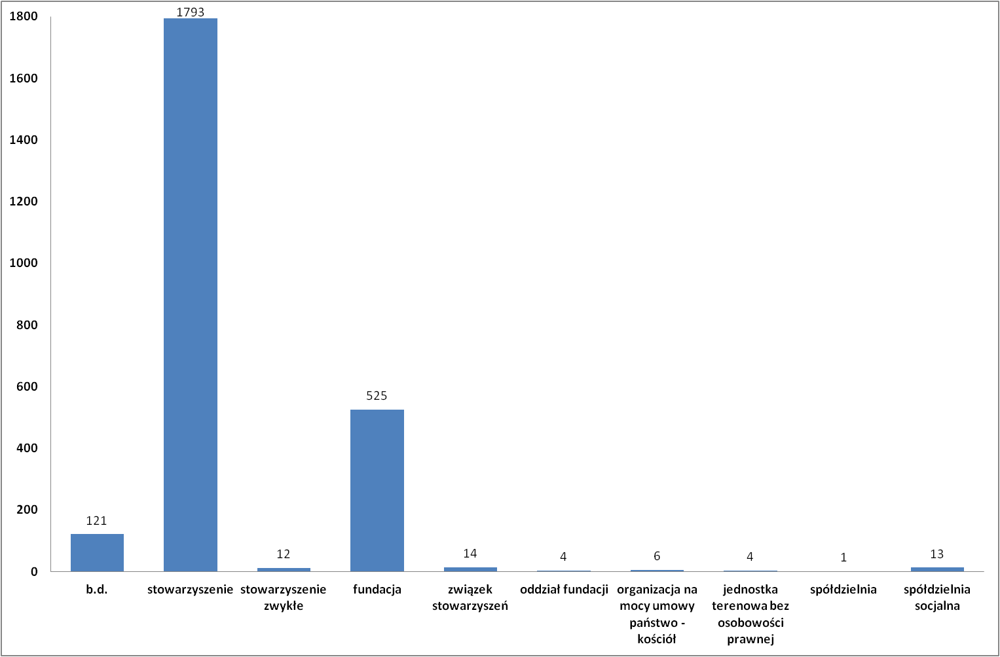 1800
1600
1400
1200
1000
800
600
400
200
0
121
1793
12
525
14
4
6
4
1
13
b.d.
stowarzyszenie
stowarzyszenie
zwykłe
fundacja
związek
stowarzyszeń
oddział fundacji
organizacja na
mocy umowy
państwo -
kościół
jednostka
terenowa bez
osobowości
prawnej
spółdzielnia
spółdzielnia
socjalna